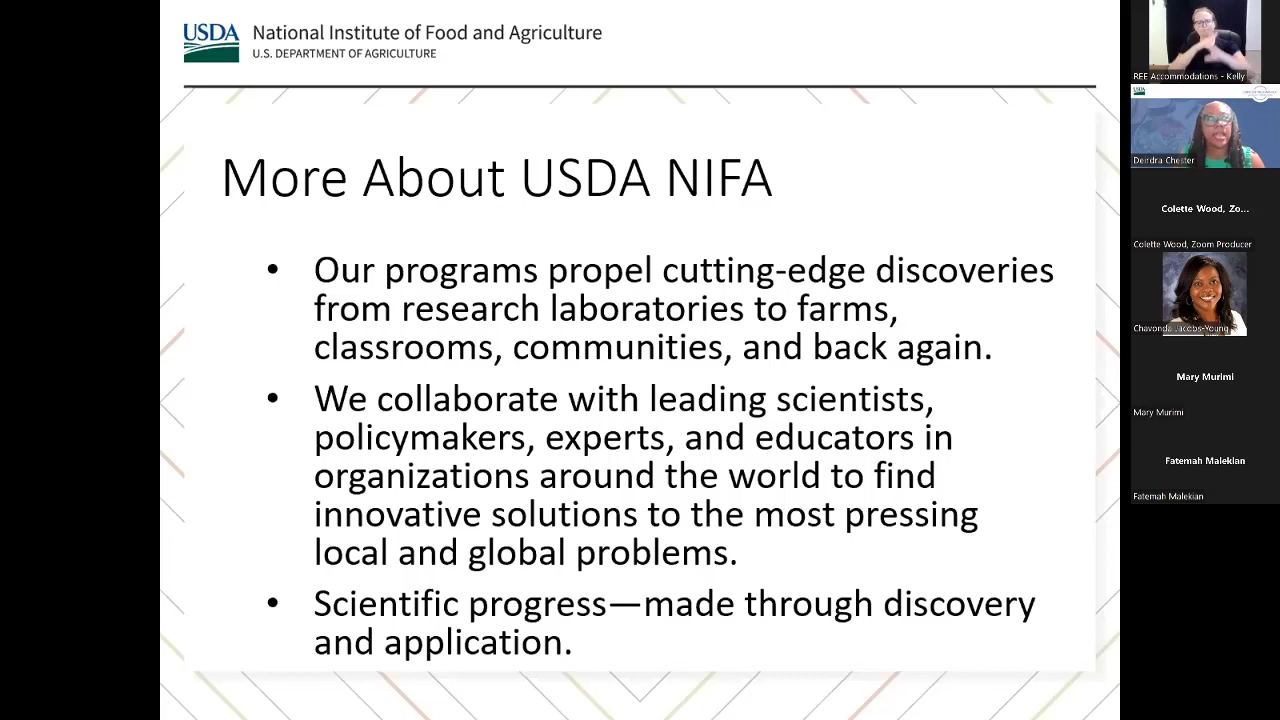 USDA
National Institute of Food and Agriculture
U.S. DEPARTMENT OF AGRICULTURE
More About USDA NIFA
• Our programs propel cutting-edge discoveries
from research laboratories to farms,
classrooms, communities, and back again.
• We collaborate with leading scientists,
policymakers, experts, and educators in
organizations around the world to find
innovative solutions to the most pressing
local and global problems.
• Scientific progress—made through discovery
and application.
REE Accommodations - Kelly
USDA
Deirdra Chester
Colette Wood, Zo...
Colette Wood, Zoom Producer
Chavonda Jacobs-Young
Mary Murimi
Mary Murimi
Fatemah Malekian
Fatemah Malekian